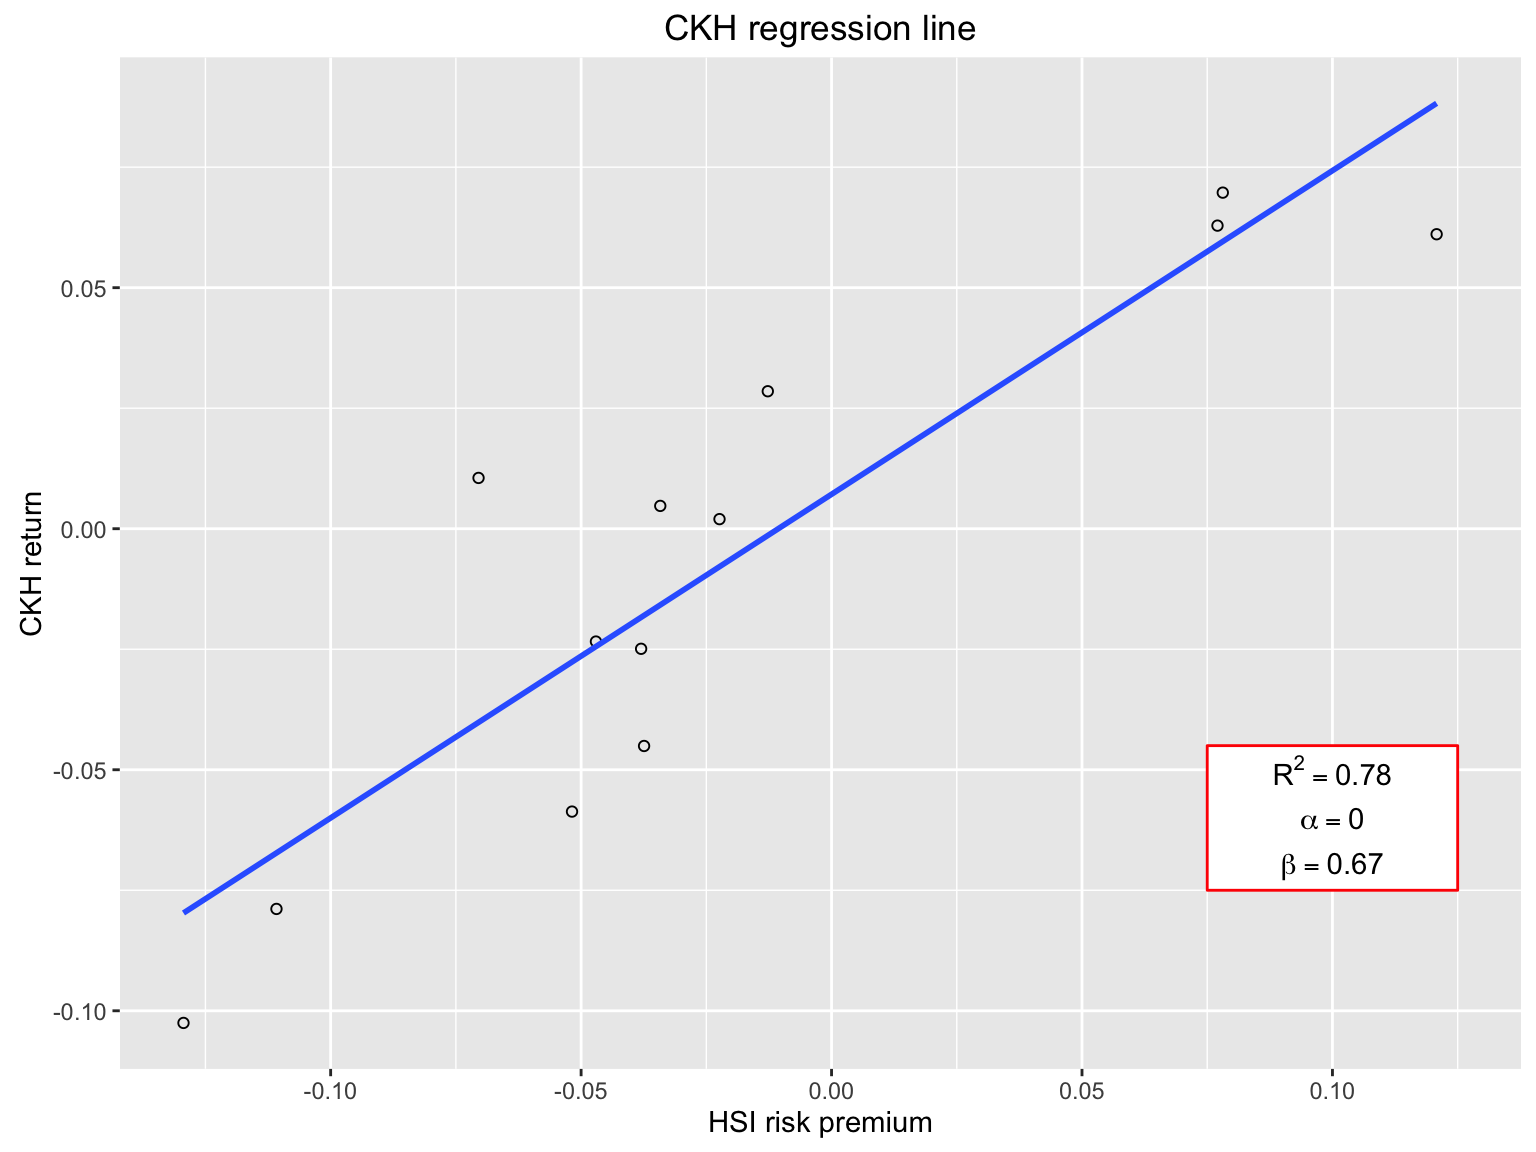 CKH regression line
CKH return
0.05
0.00
-0.05
-0.10
R² = 0.78
α = 0
β = 0.67
-0.10 -0.05 0.00 0.05 0.10
HSI risk premium